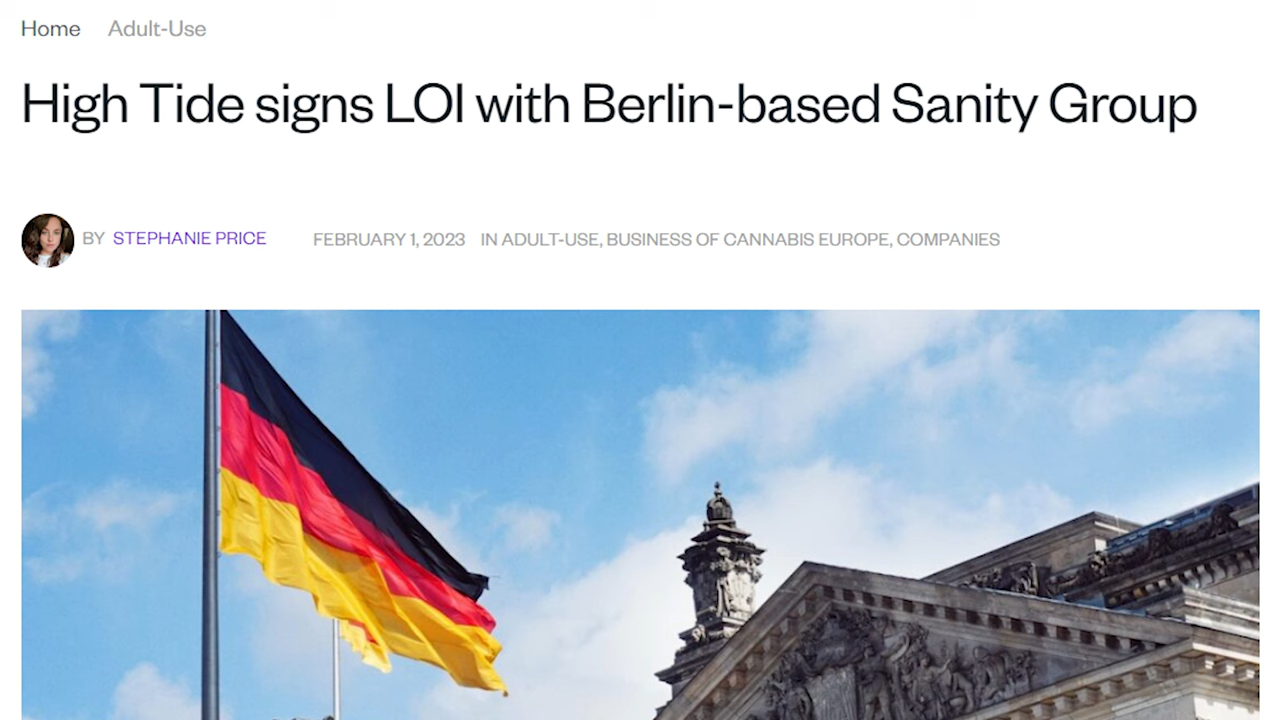 Home Adult-Use
High Tide signs LOI with Berlin-based Sanity Group
BY STEPHANIE PRICE FEBRUARY 1, 2023 IN ADULT-USE, BUSINESS OF CANNABIS EUROPE, COMPANIES